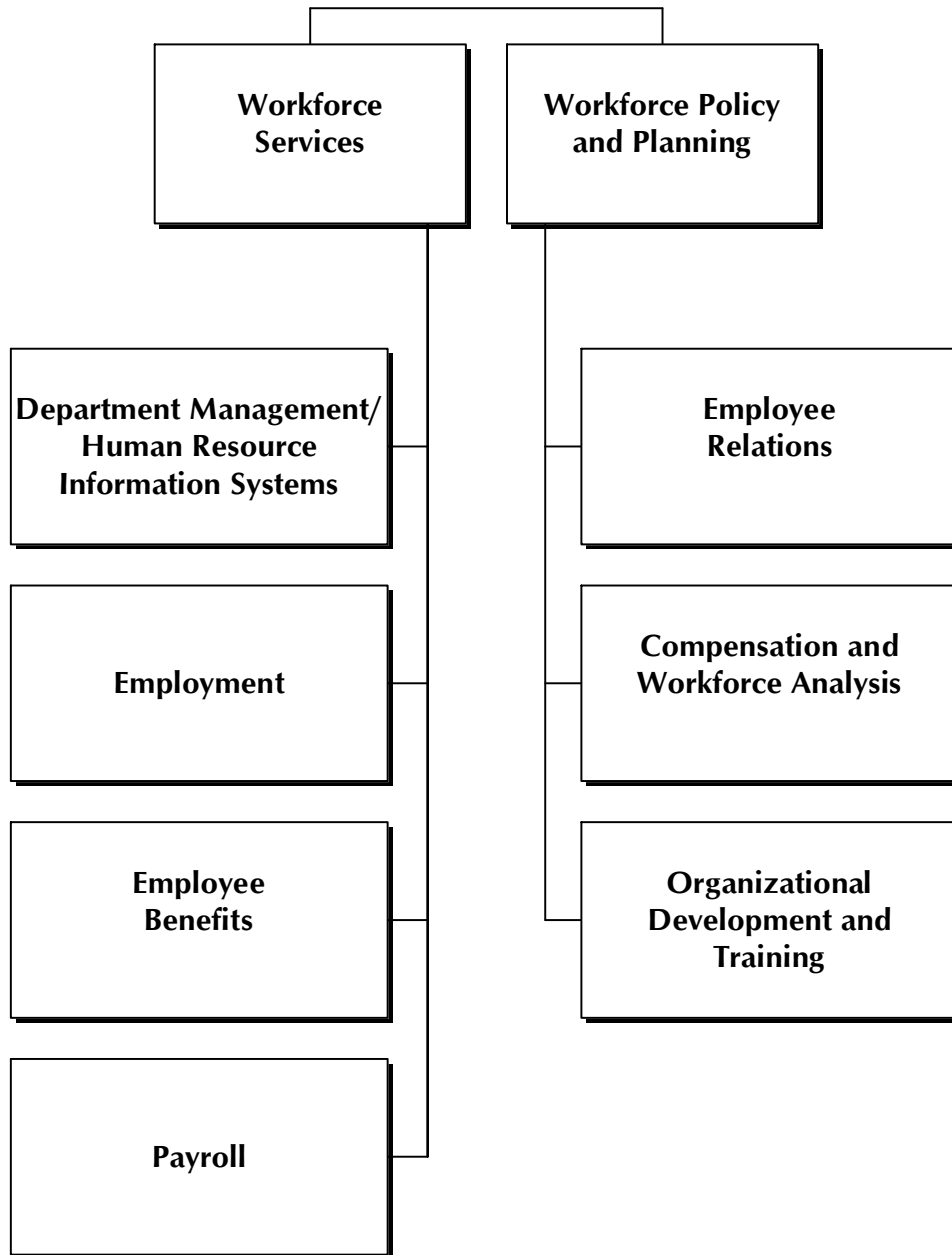 Workforce
Services
Workforce Policy
and Planning
Department Management/
Human Resource
Information Systems
Employment
Employee
Benefits
Payroll
Employee
Relations
Compensation and
Workforce Analysis
Organizational
Development and
Training